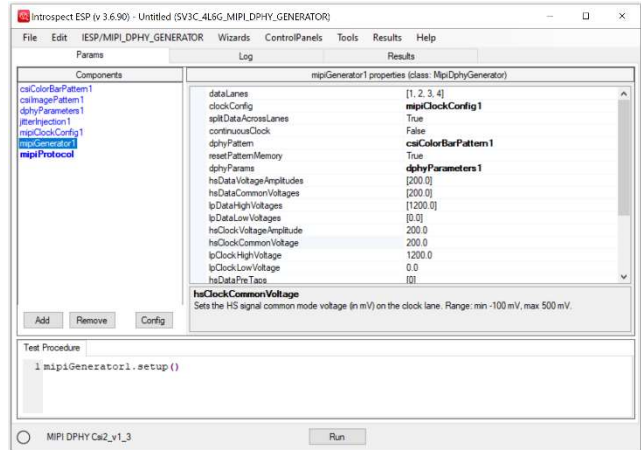 Introspect ESP (v 3.6.90) - Untitled (SV3C_4L6G_MIPI_DPHY_GENERATOR)
File Edit IESP/MIPI_DPHY_GENERATOR Wizards ControlPanels Tools Results Help
Params Log Results
Components
csiColorBarPattern1
csiImagePattern1
dphyParameters1
jitterInjection1
mipiClockConfig1
mipiGenerator1
mipiProtocol
Add Remove Config
mipiGenerator1 properties (class: MipiDphyGenerator)
dataLanes [1, 2, 3, 4]
clockConfig mipiClockConfig1
splitDataAcrossLanes True
continuousClock False
dphyPattern csiColorBarPattern1
resetPatternMemory True
dphyParams dphyParameters1
hsDataVoltageAmplitudes [200.0]
hsDataCommonVoltages [200.0]
lpDataHighVoltages [1200.0]
lpDataLowVoltages [0.0]
hsClockVoltageAmplitude 200.0
hsClockCommonVoltage 200.0
lpClockHighVoltage 1200.0
lpClockLowVoltage 0.0
hsDataPreTaps [0]
hsClockCommonVoltage
Sets the HS signal common mode voltage (in mV) on the clock lane. Range: min -100 mV, max 500 mV.
Test Procedure
1 mipiGenerator1.setup()
MIPI DPHY Csi2_v1_3 Run